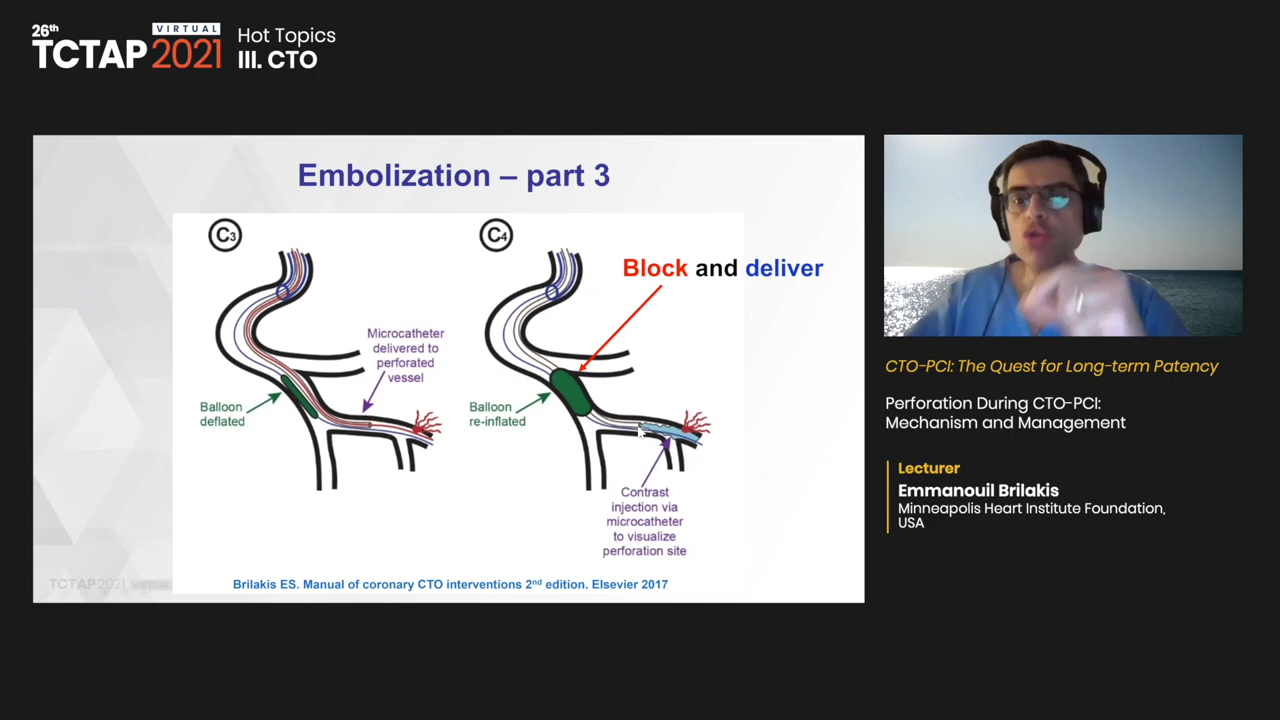 26th
TCTAP
VIRTUAL
2021
Hot Topics
III. CTO
Embolization – part 3
C3
C4
Block and deliver
Microcatheter
delivered to
perforated
vessel
Balloon
deflated
Balloon
re-inflated
Contrast
injection via
microcatheter
to visualize
perforation site
TCTAP 2021 VIRTUAL
Brilakis ES. Manual of coronary CTO interventions 2nd edition. Elsevier 2017
CTO-PCI: The Quest for Long-term Patency
Perforation During CTO-PCI:
Mechanism and Management
Lecturer
Emmanouil Brilakis
Minneapolis Heart Institute Foundation,
USA